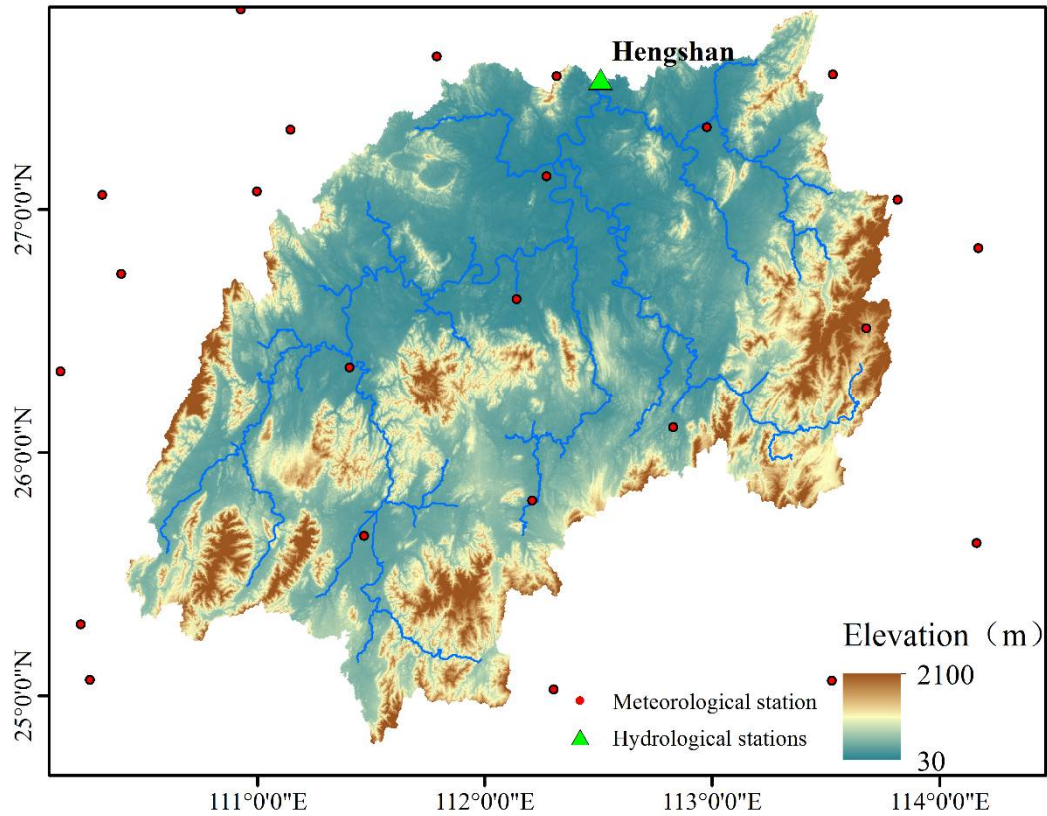 Hengshan
27°0'0"N
26°0'0"N
25°0'0"N
Elevation（m）
2100
30
Meteorological station
Hydrological stations
111°0'0"E
112°0'0"E
113°0'0"E
114°0'0"E